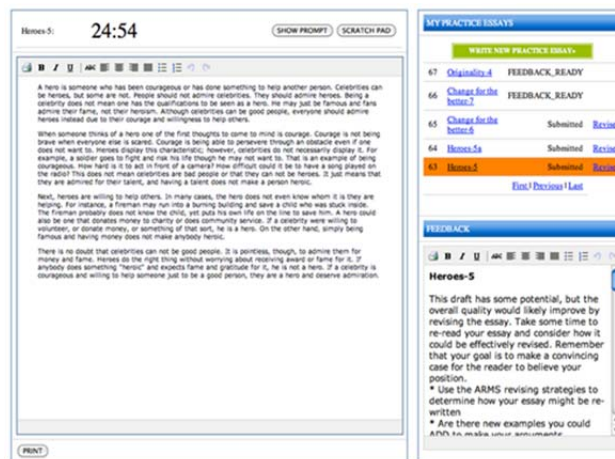 Heroes-5:
24:54
SHOW PROMPT
SCRATCH PAD
A hero is someone who has been courageous or has done something to help another person. Celebrities can
be heroes, but some are not. People should not admire celebrities. They should admire heroes. Being a
celebrity does not mean one has the qualifications to be seen as a hero. He may just be famous and fans
admire their fame, not their heroism. Although celebrities can be good people, everyone should admire
heroes instead due to their courage and willingness to help others.
When someone thinks of a hero one of the first thoughts to come to mind is courage. Courage is not being
brave when everyone else is scared. Courage is being able to persevere through an obstacle even if one
does not want to. Heroes display this characteristic; however, celebrities do not necessarily display it. For
example, a soldier goes to fight and risk his life though he may not want to. That is an example of being
courageous. How hard is it to act in front of a camera? How difficult could it be to have a song played on
the radio? This does not mean celebrities are bad people or that they can not be heroes. It just means that
they are admired for their talent, and having a talent does not make a person heroic.
Next, heroes are willing to help others. In many cases, the hero does not even know whom it is they are
helping. For instance, a fireman may run into a burning building and save a child who was stuck inside.
The fireman probably does not know the child, yet puts his own life on the line to save him. A hero could
also be one that donates money to charity or does community service. If a celebrity were willing to
volunteer, or donate money, or something of that sort, he is a hero. On the other hand, simply being
famous and having money does not make anybody heroic.
There is no doubt that celebrities can not be good people. It is pointless, though, to admire them for
money and fame. Heroes do the right thing without worrying about receiving award or fame for it. If
anybody does something "heroic" and expects fame and gratitude for it, he is not a hero. If a celebrity is
courageous and willing to help someone just to be a good person, they are a hero and deserve admiration.
PRINT
MY PRACTICE ESSAYS
WRITE NEW PRACTICE ESSAY»
67 Originality-4 FEEDBACK_READY
66 Change for the better-7 FEEDBACK_READY
65 Change for the better-6 Submitted Revise
64 Heroes-5a Submitted Revise
63 Heroes-5 Submitted Revise
First | Previous | Last
FEEDBACK
Heroes-5
This draft has some potential, but the
overall quality would likely improve by
revising the essay. Take some time to
re-read your essay and consider how it
could be effectively revised. Remember
that your goal is to make a convincing
case for the reader to believe your
position.
* Use the ARMS revising strategies to
determine how your essay might be re-
written
* Are there new examples you could
ADD to make your arguments